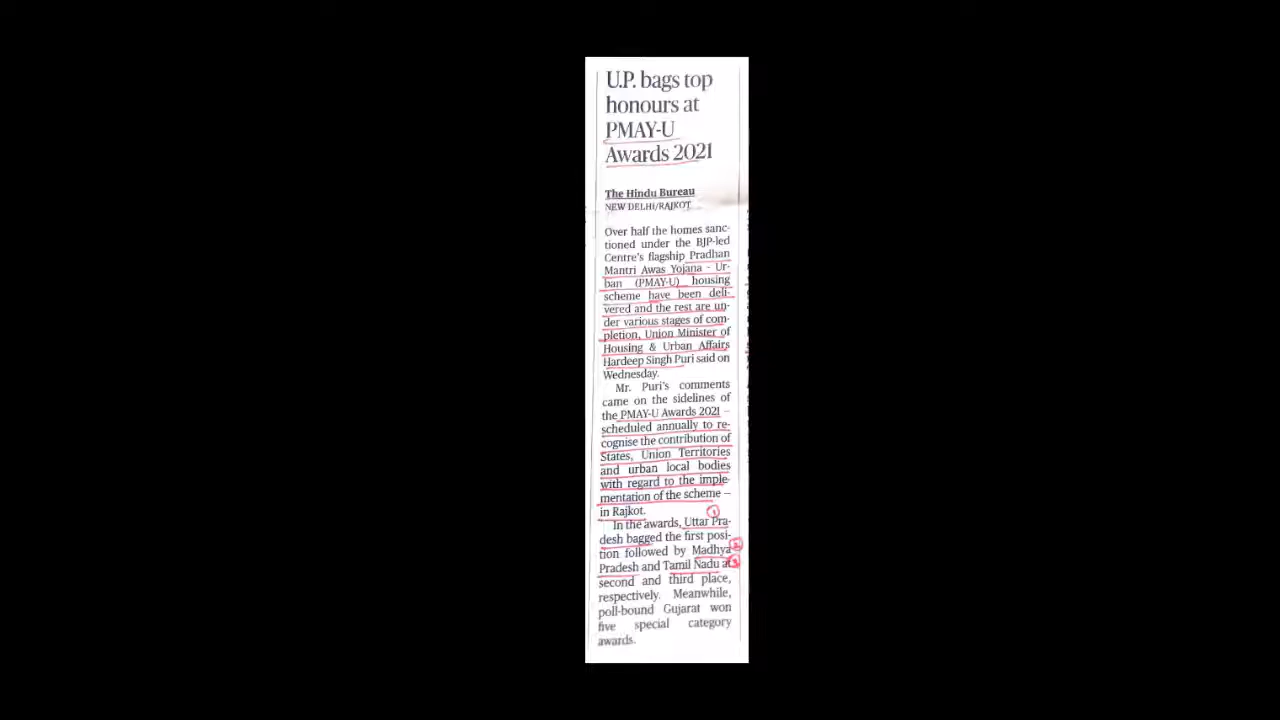 U.P. bags top
honours at
PMAY-U
Awards 2021
The Hindu Bureau
NEW DELHI/RAJKOT
Over half the homes sanc-
tioned under the BJP-led
Centre's flagship Pradhan
Mantri Awas Yojana - Ur-
ban (PMAY-U) housing
scheme have been deli-
vered and the rest are un-
der various stages of com-
pletion, Union Minister of
Housing & Urban Affairs
Hardeep Singh Puri said on
Wednesday.
Mr. Puri's comments
came on the sidelines of
the PMAY-U Awards 2021 –
scheduled annually to re-
cognise the contribution of
States, Union Territories
and urban local bodies
with regard to the imple-
mentation of the scheme –
in Rajkot.
1
In the awards, Uttar Pra-
desh bagged the first posi-
tion followed by Madhya 2
Pradesh and Tamil Nadu at 3
second and third place,
respectively. Meanwhile,
poll-bound Gujarat won
five special category
awards.